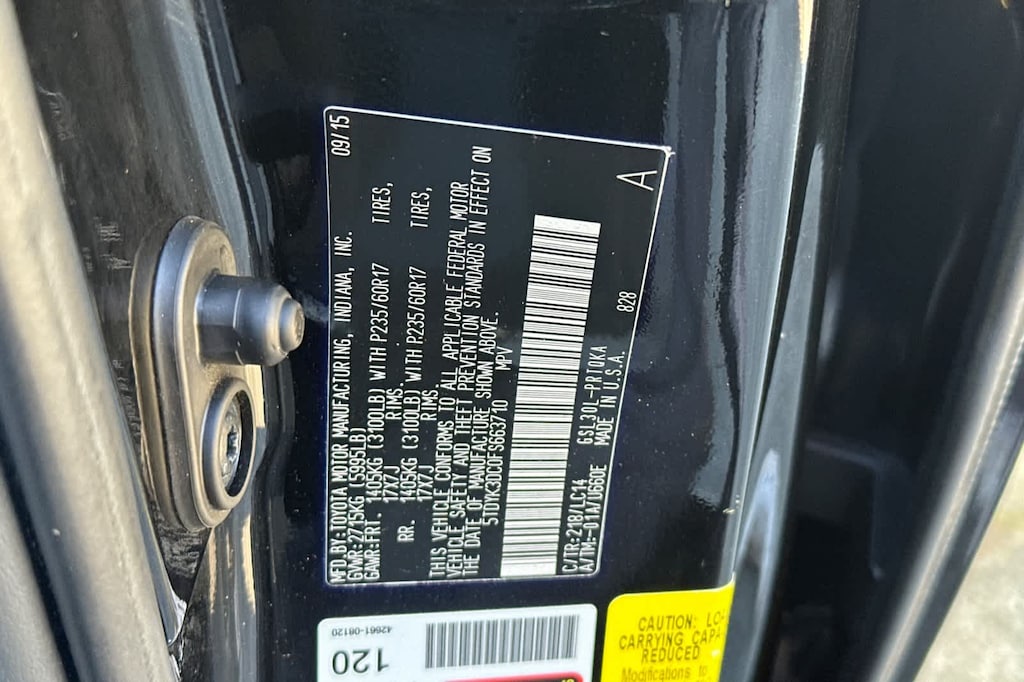 MFD.BY:TOYOTA MOTOR MANUFACTURING, INDIANA, INC. 09/15
GVWR:2715KG (5995LB)
GAWR:FRT. 1405KG (3100LB) WITH P235/60R17 TIRES,
17X7J RIMS.
RR. 1405KG (3100LB) WITH P235/60R17 TIRES,
17X7J RIMS.
THIS VEHICLE CONFORMS TO ALL APPLICABLE FEDERAL MOTOR
VEHICLE SAFETY AND THEFT PREVENTION STANDARDS IN EFFECT ON
THE DATE OF MANUFACTURE SHOWN ABOVE.
5TDYK3DC0FS663710 MPV
C/TR:218/LC14 GSL30L-PRTQKA 828
A/TM:-01A/U660E MADE IN U.S.A. A
42661-08120
120
CAUTION:
CARRYING
REDUCED
Modifications to